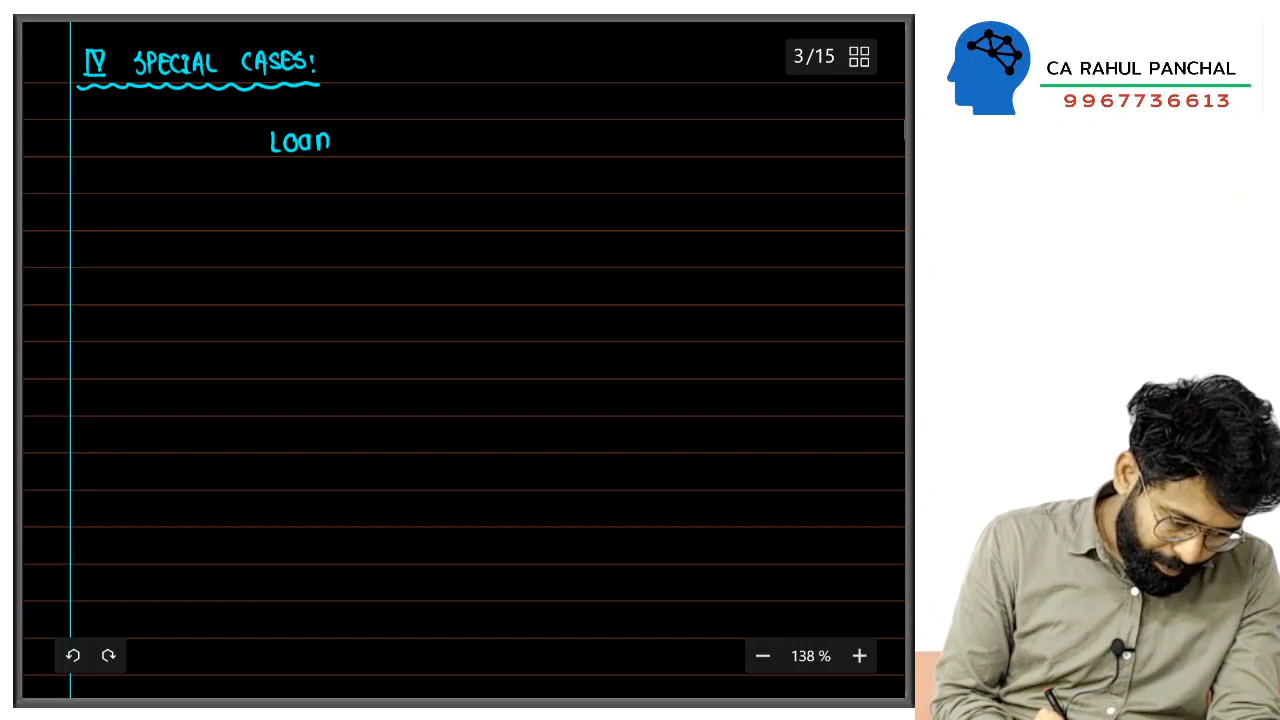 IV SPECIAL CASES:
3/15
Loan
138 %
CA RAHUL PANCHAL
9967736613